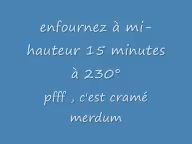 enfournez à mi-
hauteur 15 minutes
à 230°
pfff , c'est cramé
merdum